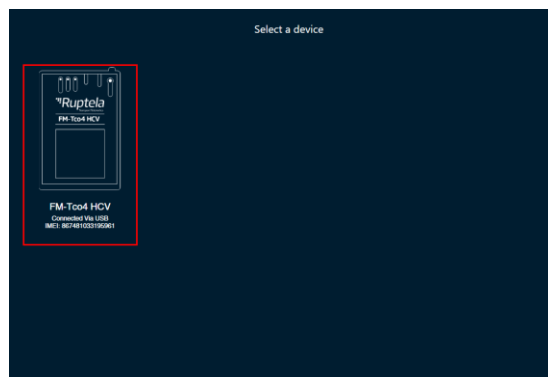 Select a device
Ruptela
FM-Tco4 HCV
FM-Tco4 HCV
Connected Via USB
IMEI: 867481033195961